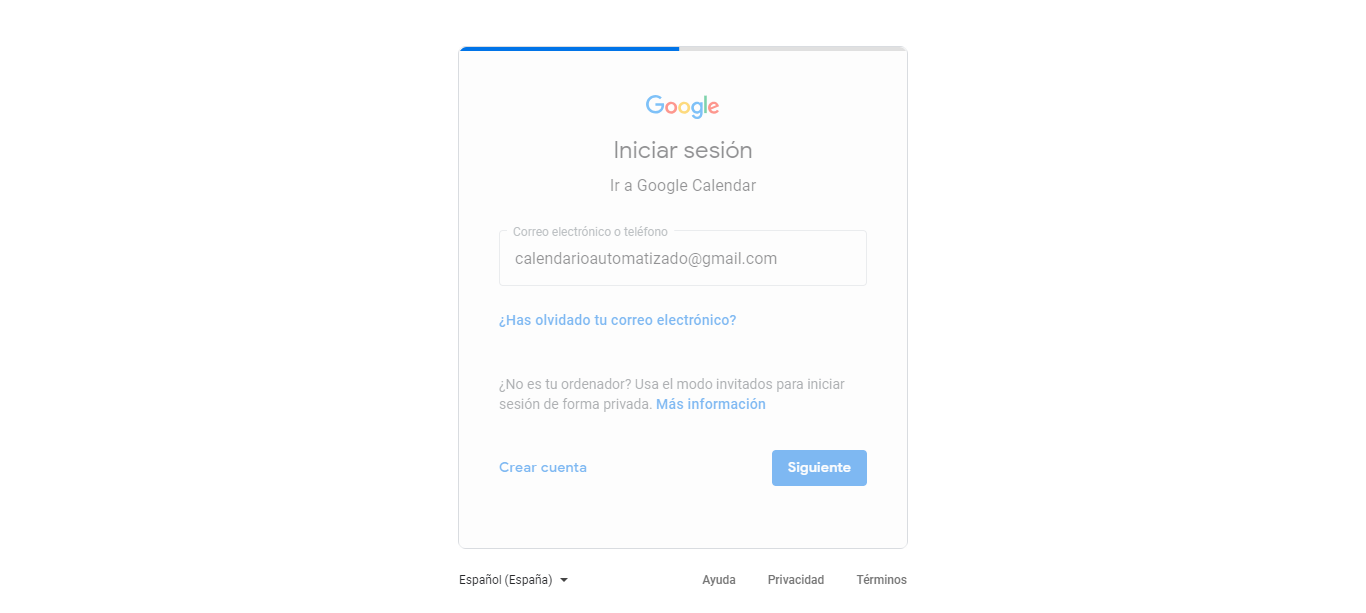 Google
Iniciar sesión
Ir a Google Calendar
Correo electrónico o teléfono
calendarioautomatizado@gmail.com
¿Has olvidado tu correo electrónico?
¿No es tu ordenador? Usa el modo invitados para iniciar
sesión de forma privada. Más información
Crear cuenta
Siguiente
Español (España)
Ayuda
Privacidad
Términos